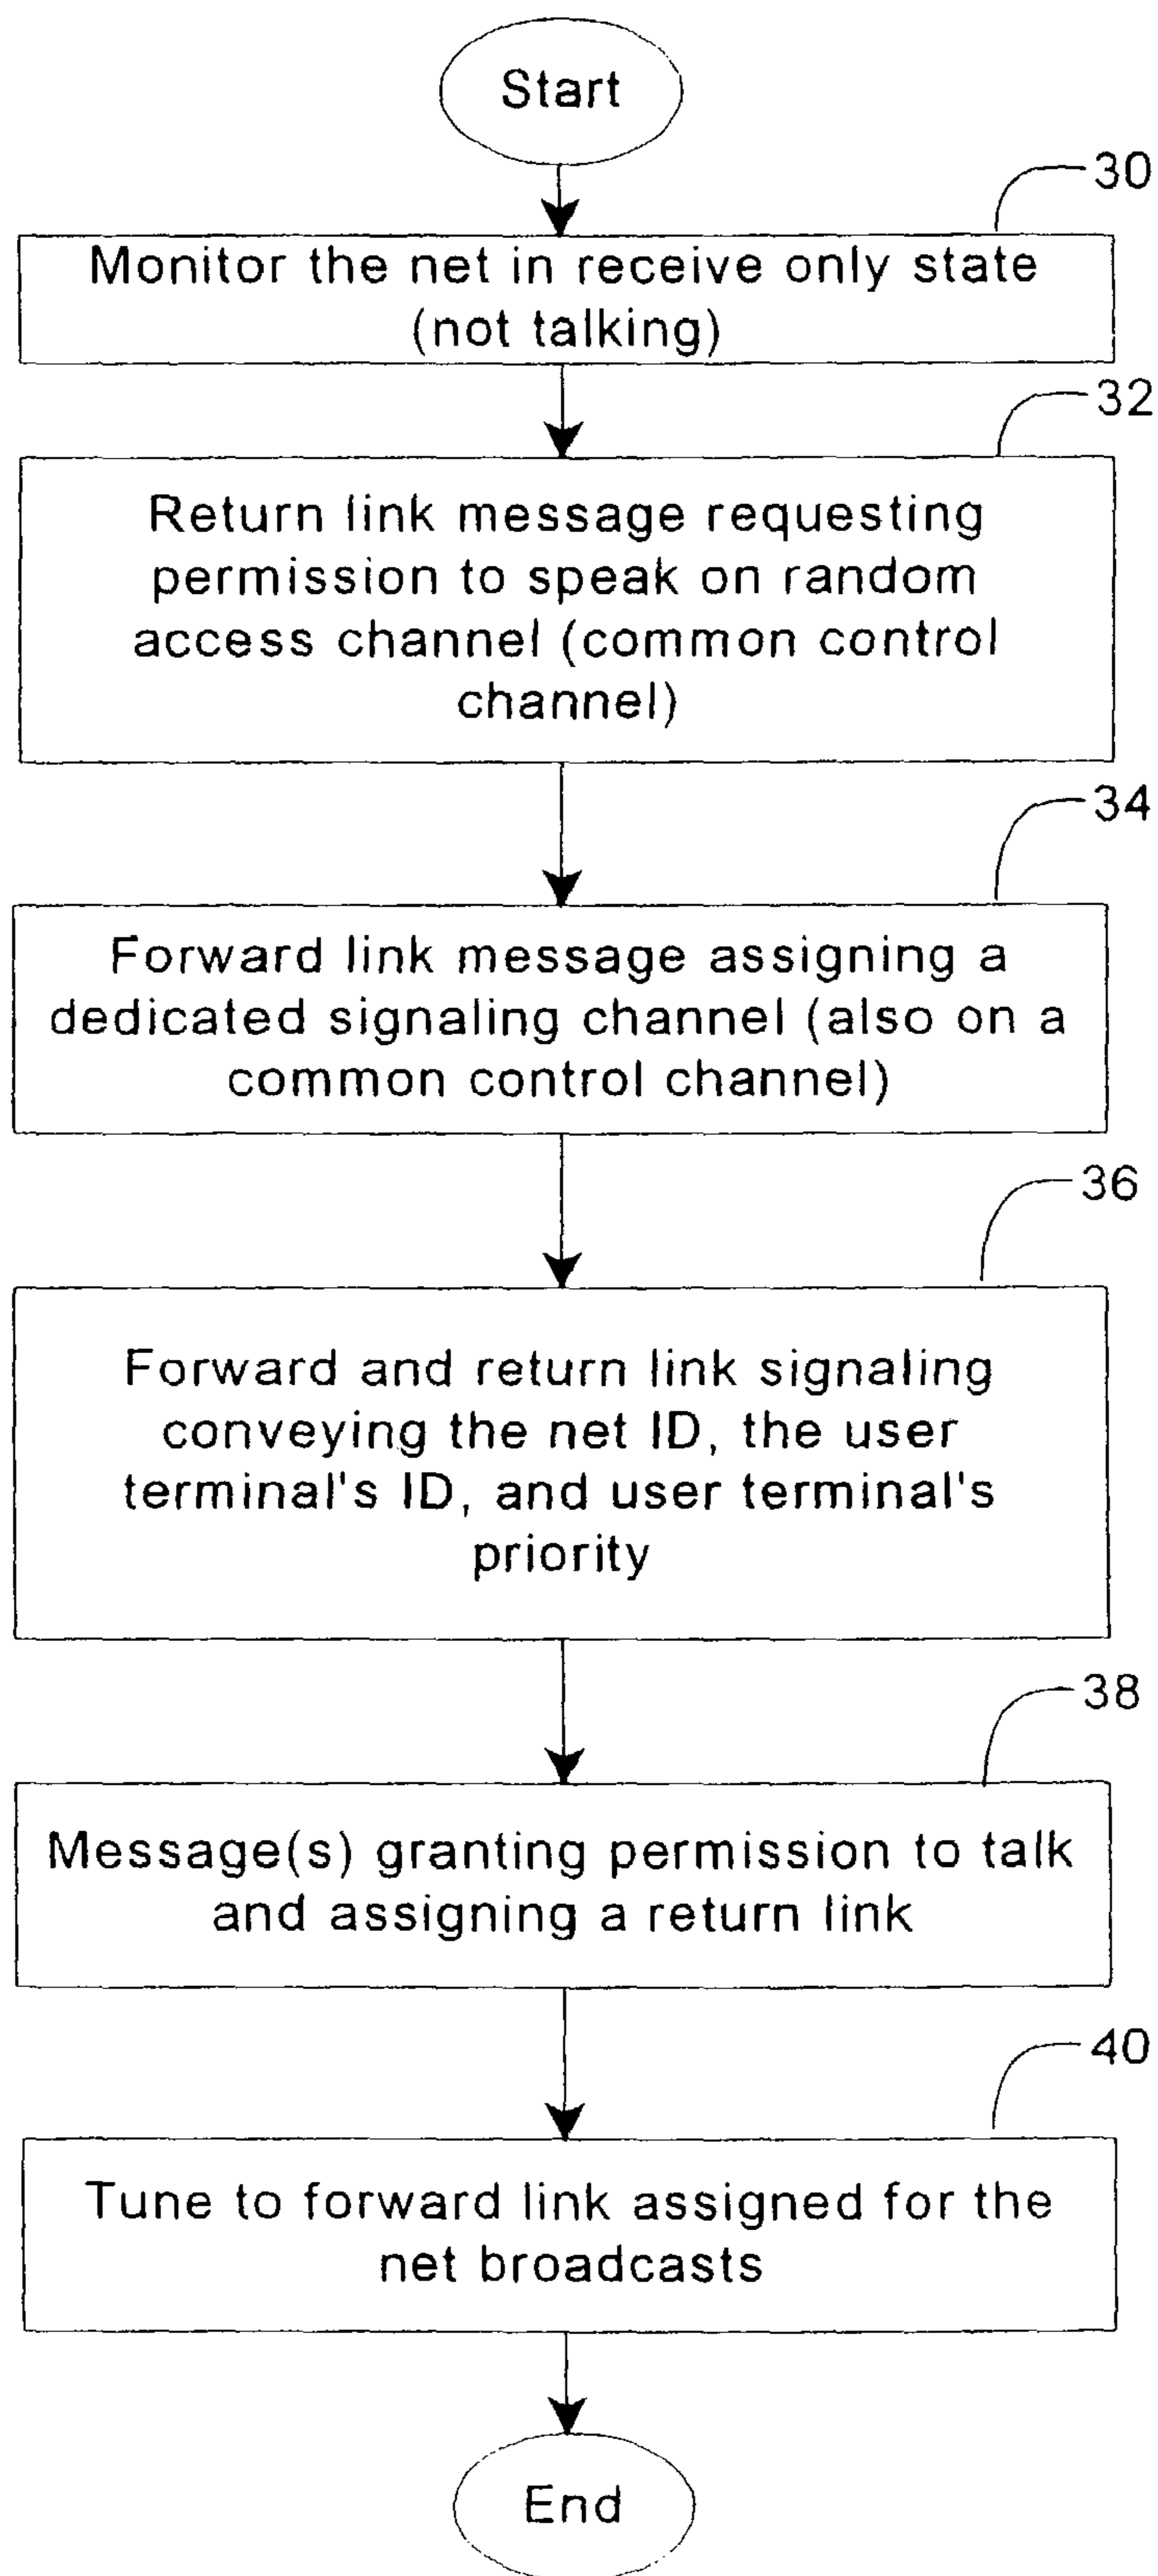 Start
30
Monitor the net in receive only state
(not talking)
32
Return link message requesting
permission to speak on random
access channel (common control
channel)
34
Forward link message assigning a
dedicated signaling channel (also on a
common control channel)
36
Forward and return link signaling
conveying the net ID, the user
terminal's ID, and user terminal's
priority
38
Message(s) granting permission to talk
and assigning a return link
40
Tune to forward link assigned for the
net broadcasts
End